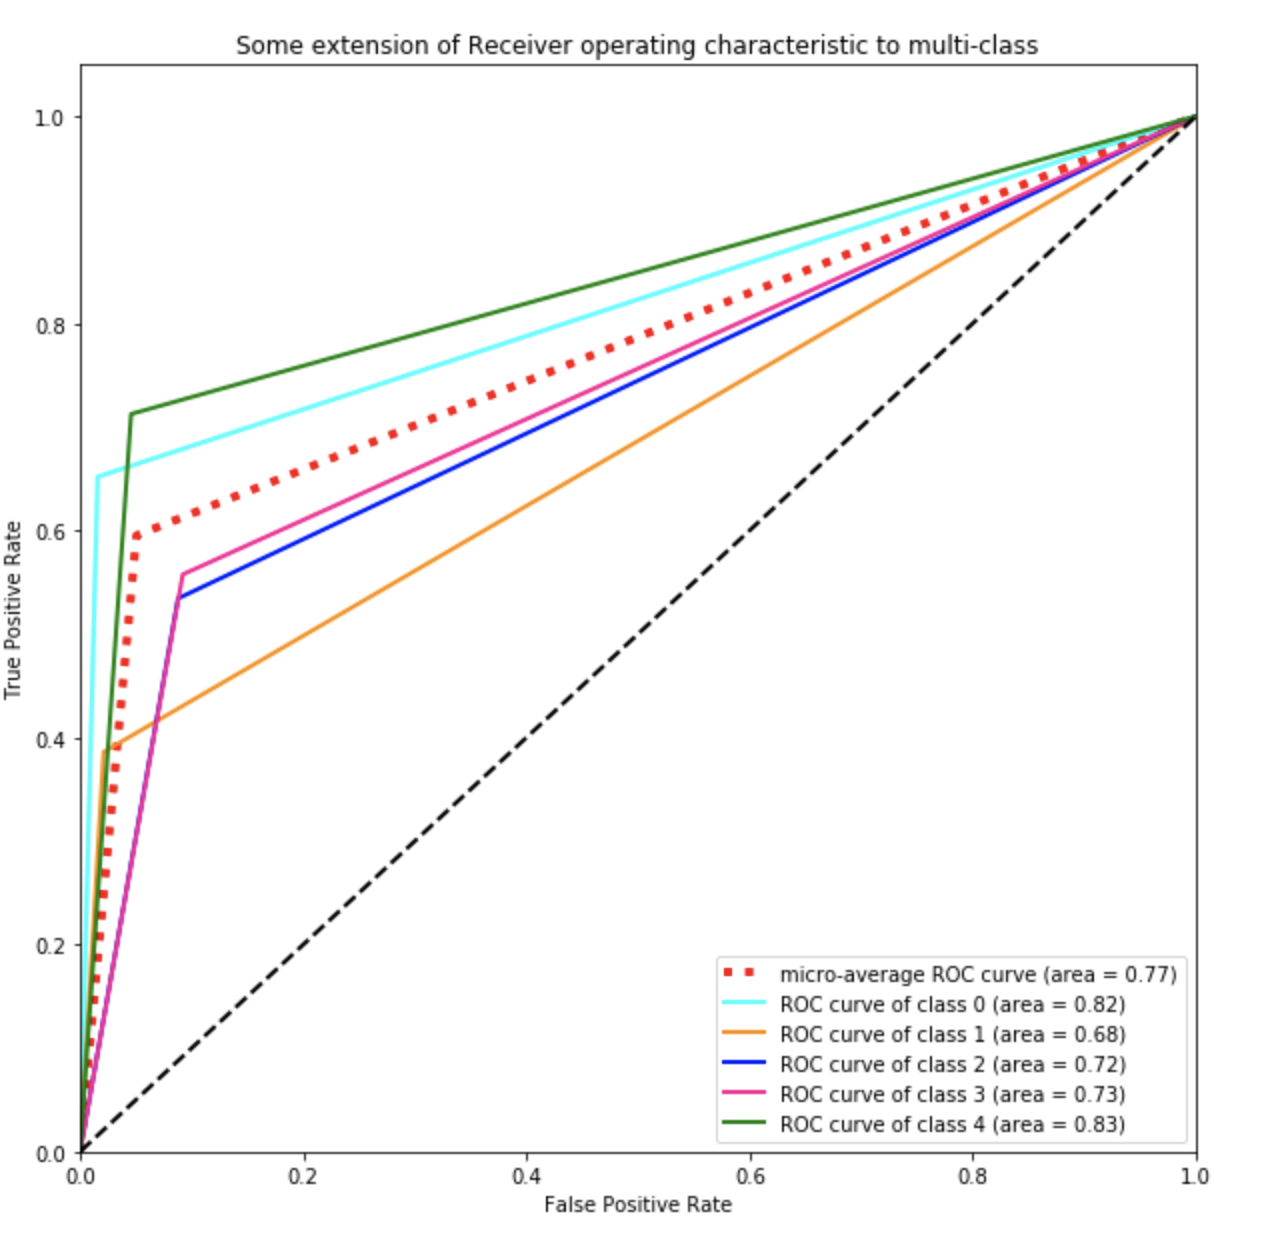 Some extension of Receiver operating characteristic to multi-class
1.0
0.8
0.6
0.4
0.2
0.0
True Positive Rate
micro-average ROC curve (area = 0.77)
ROC curve of class 0 (area = 0.82)
ROC curve of class 1 (area = 0.68)
ROC curve of class 2 (area = 0.72)
ROC curve of class 3 (area = 0.73)
ROC curve of class 4 (area = 0.83)
0.0 0.2 0.4 0.6 0.8 1.0
False Positive Rate